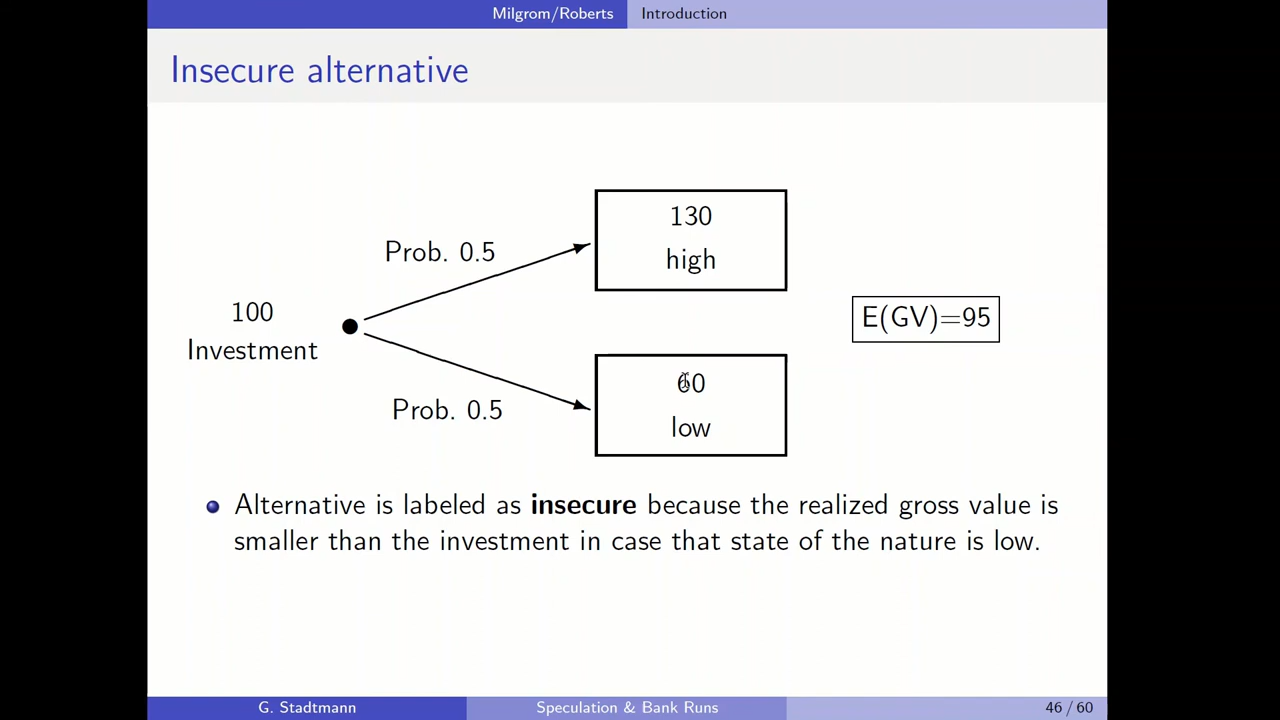 Milgrom/Roberts Introduction
Insecure alternative
130
high
Prob. 0.5
100
Investment
E(GV)=95
60
low
Prob. 0.5
Alternative is labeled as insecure because the realized gross value is
smaller than the investment in case that state of the nature is low.
G. Stadtmann Speculation & Bank Runs 46 / 60